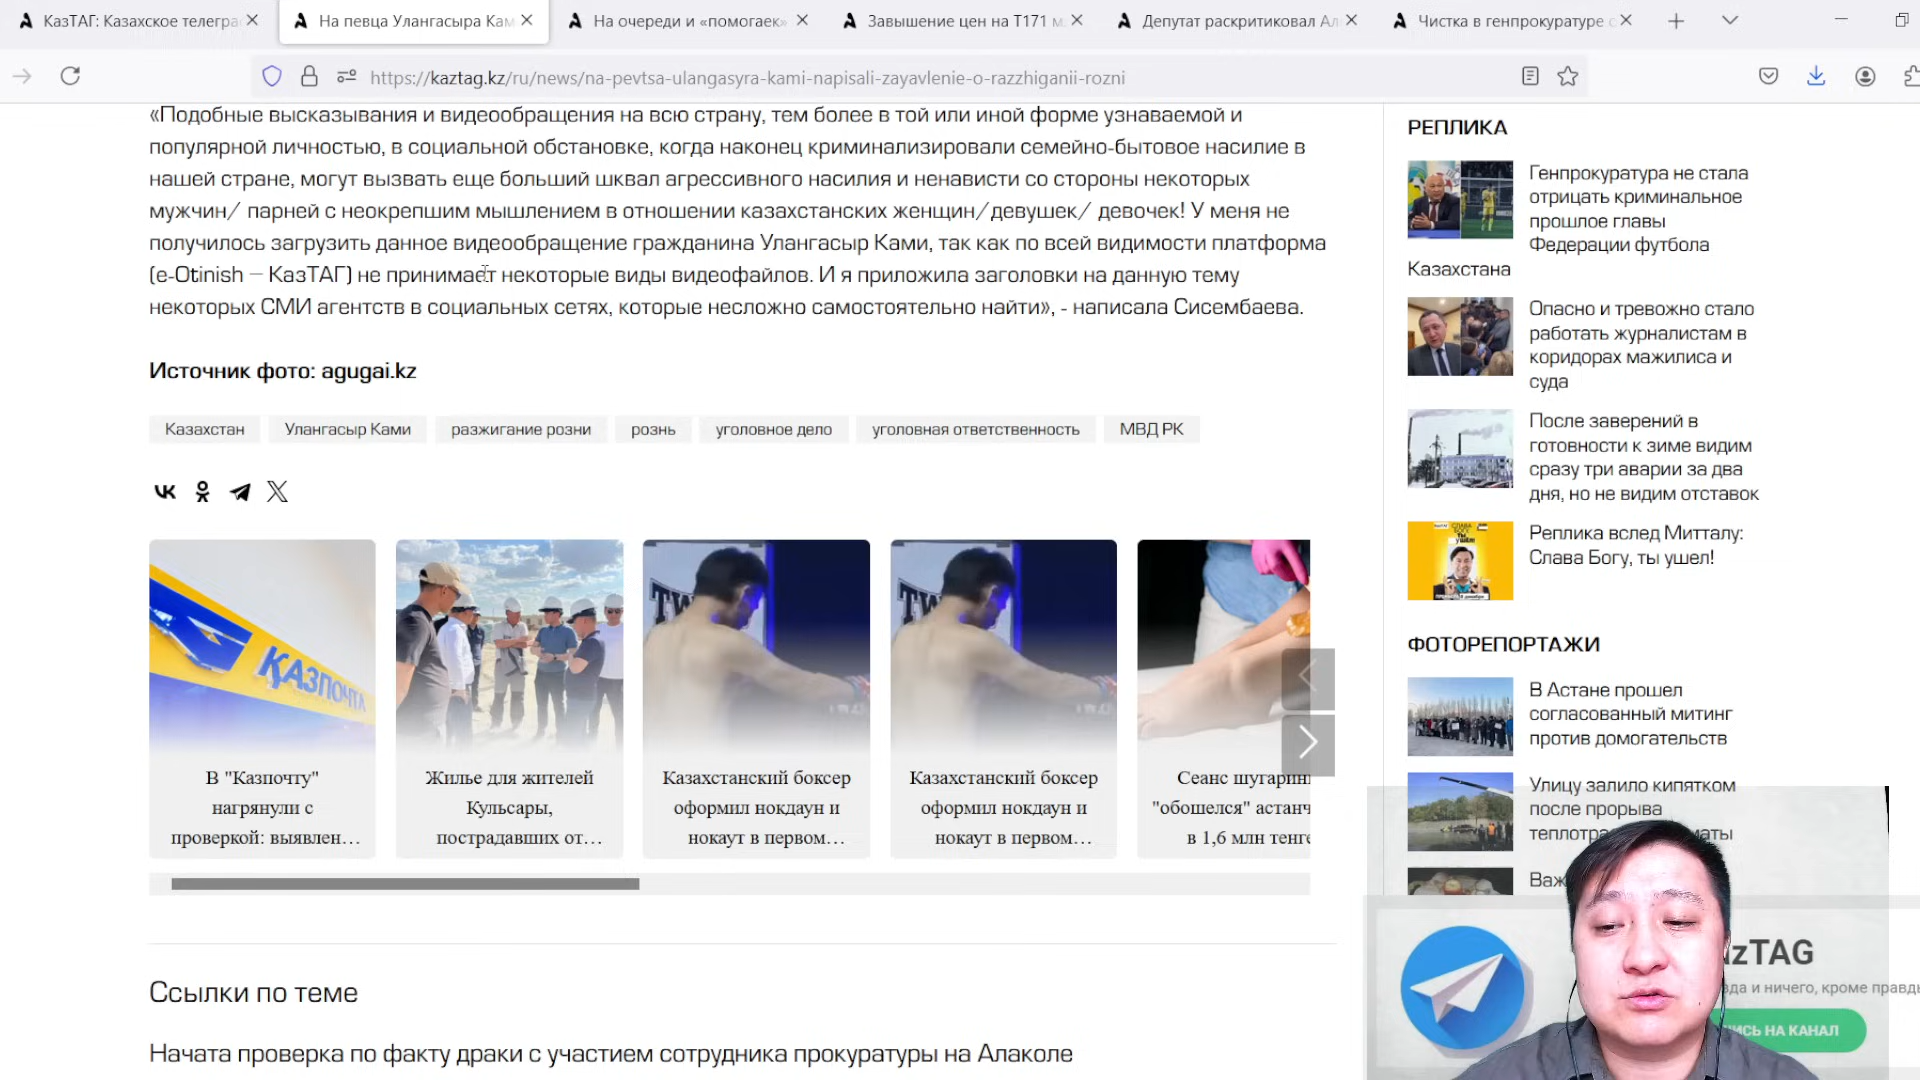 КазТАГ: Казахское телегра
На певца Улангасыра Кам
На очереди и «помогаек»
Завышение цен на Т171 м
Депутат раскритиковал Ал
Чистка в генпрокуратуре с
https://kaztag.kz/ru/news/na-pevtsa-ulangasyra-kami-napisali-zayavlenie-o-razzhiganii-rozni
«Подобные высказывания и видеообращения на всю страну, тем более в той или иной форме узнаваемой и
популярной личностью, в социальной обстановке, когда наконец криминализировали семейно-бытовое насилие в
нашей стране, могут вызвать еще больший шквал агрессивного насилия и ненависти со стороны некоторых
мужчин/ парней с неокрепшим мышлением в отношении казахстанских женщин/девушек/ девочек! У меня не
получилось загрузить данное видеообращение гражданина Улангасыр Ками, так как по всей видимости платформа
(e-Otinish – КазТАГ) не принимает некоторые виды видеофайлов. И я приложила заголовки на данную тему
некоторых СМИ агентств в социальных сетях, которые несложно самостоятельно найти», - написала Сисембаева.
Источник фото: agugai.kz
Казахстан
Улангасыр Ками
разжигание розни
рознь
уголовное дело
уголовная ответственность
МВД РК
ҚАЗПОЧТА
В "Казпочту"
нагрянули с
проверкой: выявлен…
Жилье для жителей
Кульсары,
пострадавших от…
Казахстанский боксер
оформил нокдаун и
нокаут в первом…
Казахстанский боксер
оформил нокдаун и
нокаут в первом…
Сеанс шугарин
"обошелся" астанч
в 1,6 млн тенге
Ссылки по теме
Начата проверка по факту драки с участием сотрудника прокуратуры на Алаколе
РЕПЛИКА
Генпрокуратура не стала
отрицать криминальное
прошлое главы
Федерации футбола
Казахстана
Опасно и тревожно стало
работать журналистам в
коридорах мажилиса и
суда
После заверений в
готовности к зиме видим
сразу три аварии за два
дня, но не видим отставок
Реплика вслед Митталу:
Слава Богу, ты ушел!
ФОТОРЕПОРТАЖИ
В Астане прошел
согласованный митинг
против домогательств
Улицу залило кипятком
после прорыва
теплотра маты
Важ
zTAG
вда и ничего, кроме правды
ИСЬ НА КАНАЛ